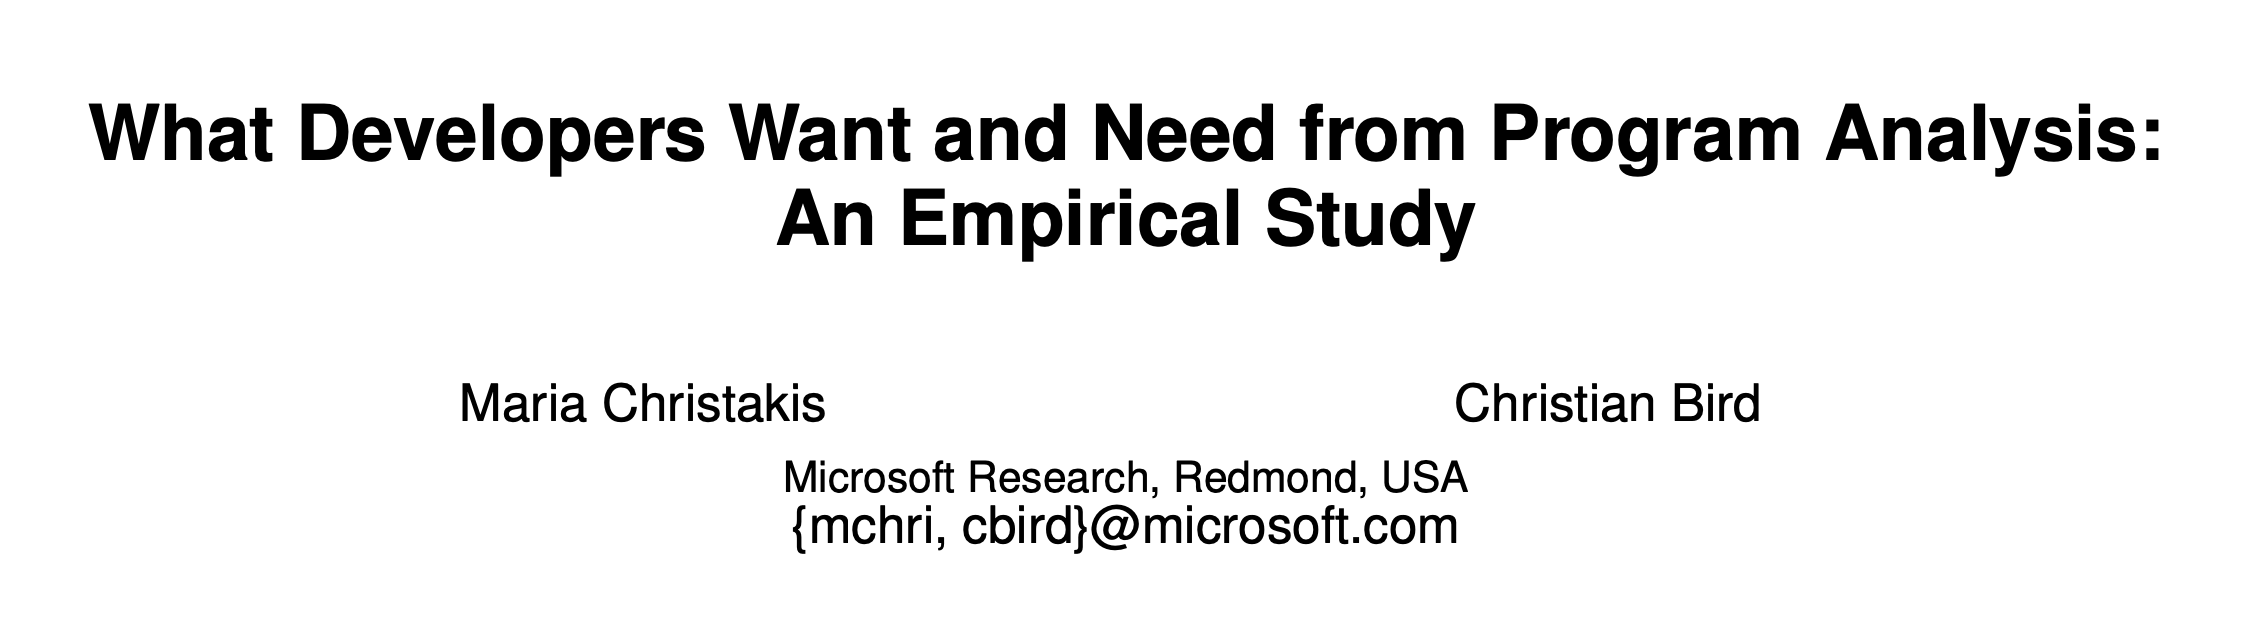 What Developers Want and Need from Program Analysis:
An Empirical Study
Maria Christakis
Christian Bird
Microsoft Research, Redmond, USA
{mchri, cbird}@microsoft.com